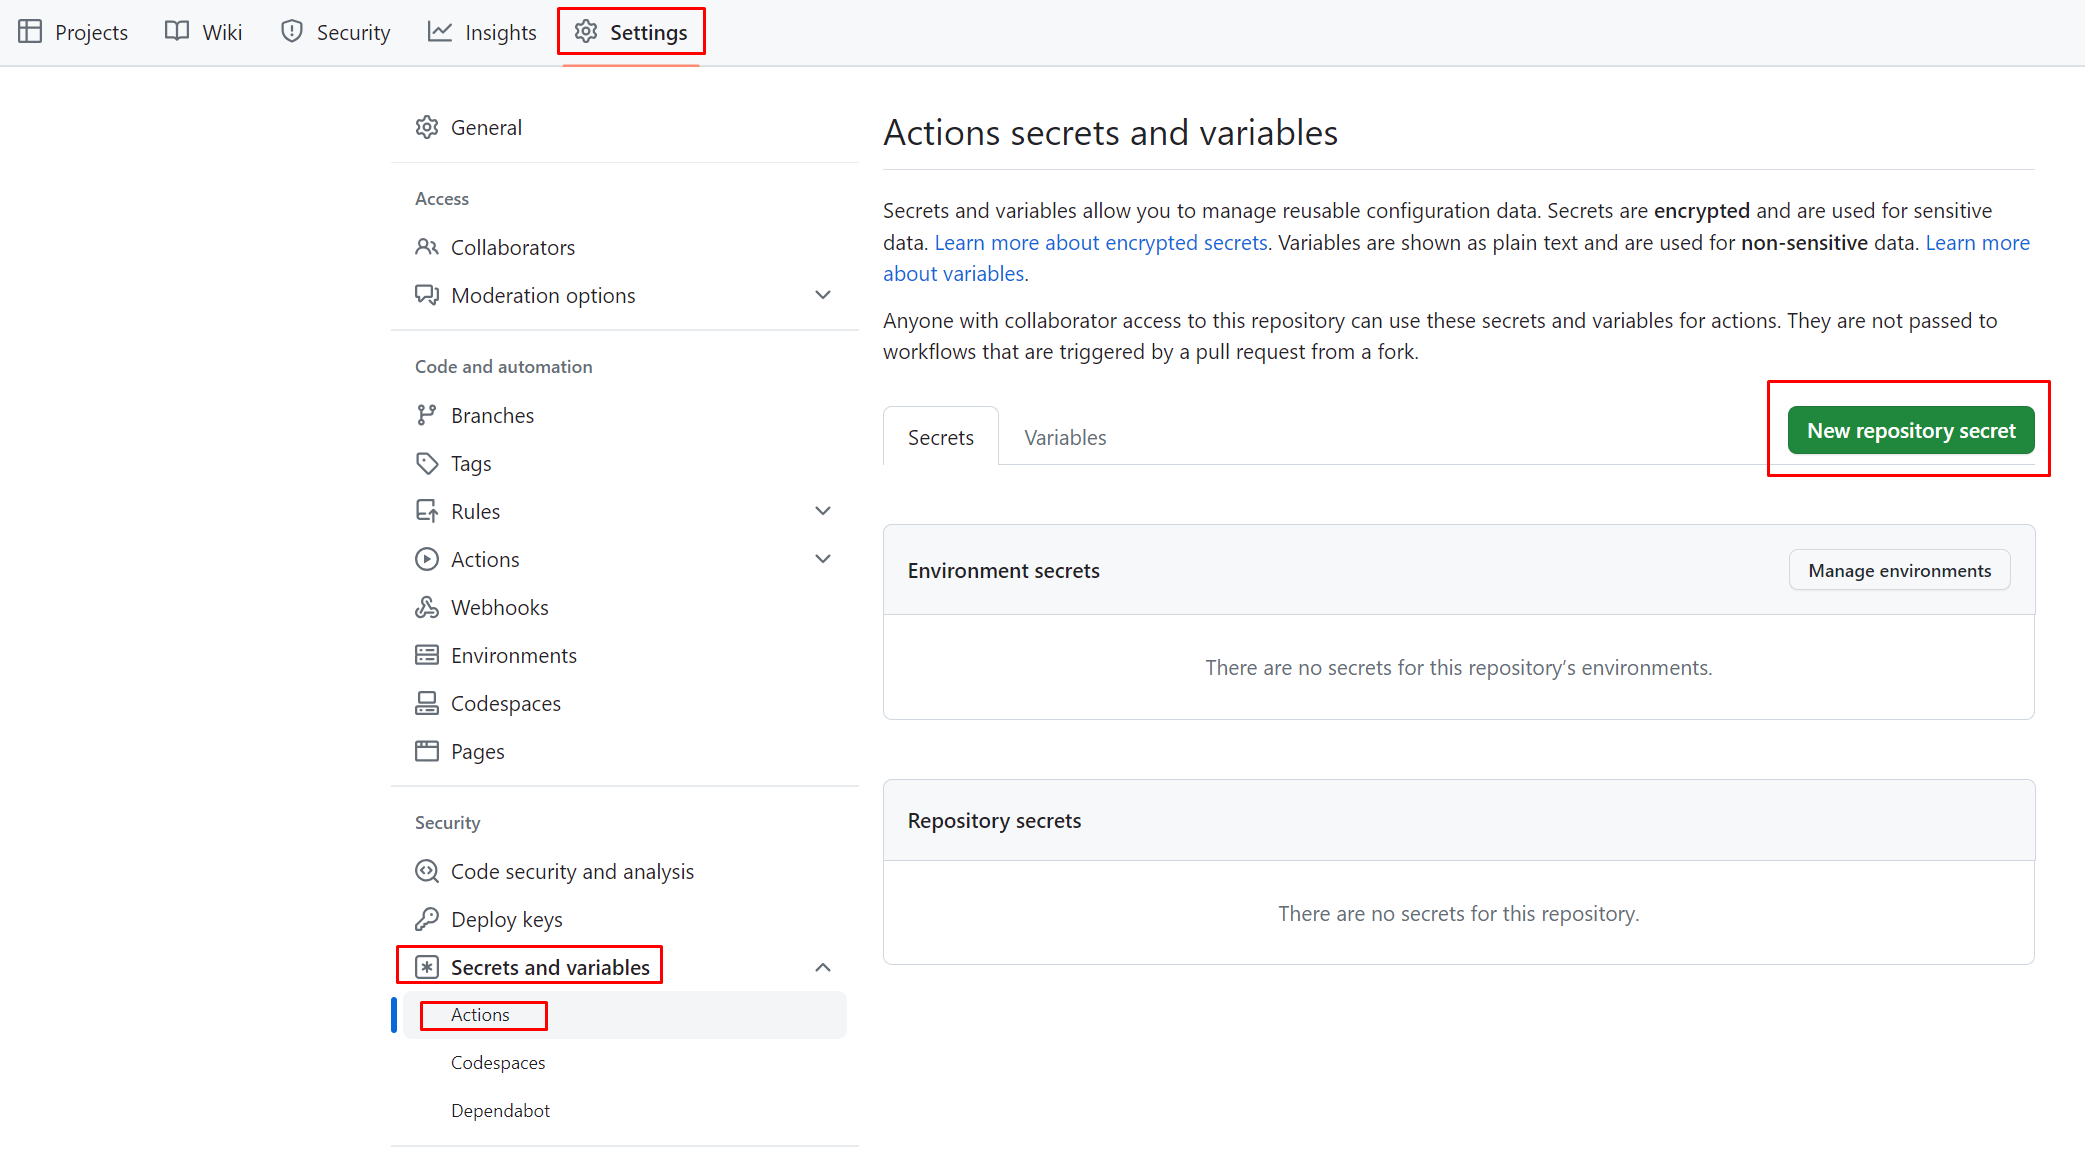 Projects Wiki Security Insights Settings
General
Access
Collaborators
Moderation options
Code and automation
Branches
Tags
Rules
Actions
Webhooks
Environments
Codespaces
Pages
Security
Code security and analysis
Deploy keys
Secrets and variables
Actions
Codespaces
Dependabot
Actions secrets and variables
Secrets and variables allow you to manage reusable configuration data. Secrets are encrypted and are used for sensitive
data. Learn more about encrypted secrets. Variables are shown as plain text and are used for non-sensitive data. Learn more
about variables.
Anyone with collaborator access to this repository can use these secrets and variables for actions. They are not passed to
workflows that are triggered by a pull request from a fork.
Secrets Variables New repository secret
Environment secrets Manage environments
There are no secrets for this repository’s environments.
Repository secrets
There are no secrets for this repository.